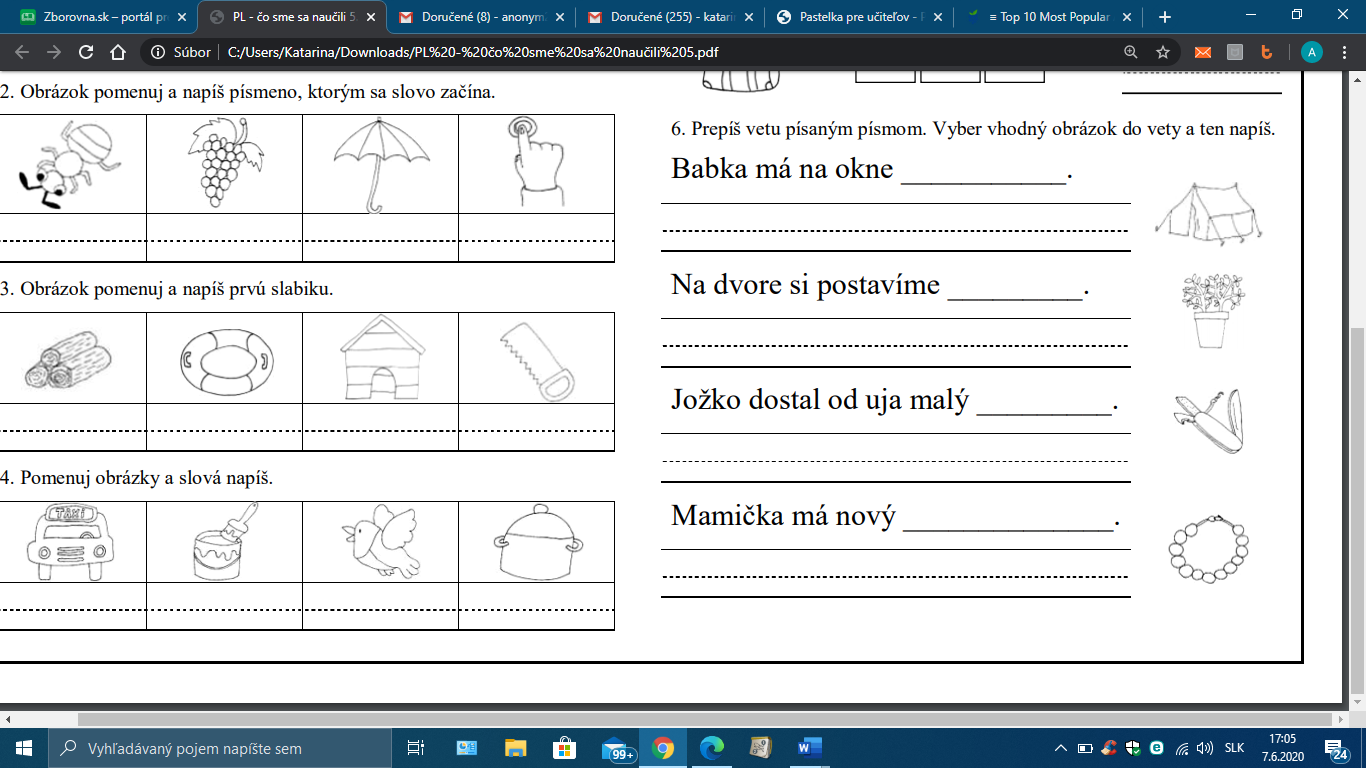 Zborovna.sk – portál pr
PL - čo sme sa naučili 5.
Doručené (8) - anonym.
Doručené (255) - katarin
Pastelka pre učiteľov - P
≡ Top 10 Most Popular
Súbor
C:/Users/Katarina/Downloads/PL%20-%20čo%20sme%20sa%20naučili%205.pdf
A
2. Obrázok pomenuj a napíš písmeno, ktorým sa slovo začína.
3. Obrázok pomenuj a napíš prvú slabiku.
4. Pomenuj obrázky a slová napíš.
TAXI
6. Prepíš vetu písaným písmom. Vyber vhodný obrázok do vety a ten napíš.
Babka má na okne ___________.
Na dvore si postavíme _________.
Jožko dostal od uja malý _________.
Mamička má nový ______________.
Vyhľadávaný pojem napíšte sem
99+
SLK
17:05
7.6.2020
24